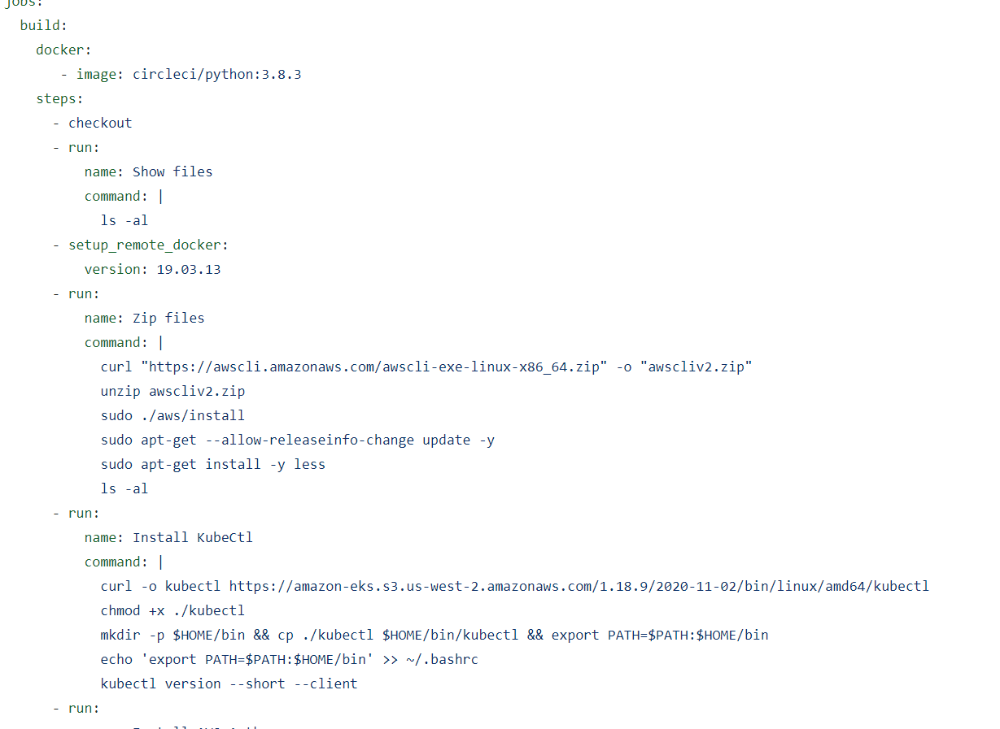 jobs:
  build:
    docker:
       - image: circleci/python:3.8.3
    steps:
      - checkout
      - run:
          name: Show files
          command: |
            ls -al
      - setup_remote_docker:
          version: 19.03.13
      - run:
          name: Zip files
          command: |
            curl "https://awscli.amazonaws.com/awscli-exe-linux-x86_64.zip" -o "awscliv2.zip"
            unzip awscliv2.zip
            sudo ./aws/install
            sudo apt-get --allow-releaseinfo-change update -y
            sudo apt-get install -y less
            ls -al
      - run:
          name: Install KubeCtl
          command: |
            curl -o kubectl https://amazon-eks.s3.us-west-2.amazonaws.com/1.18.9/2020-11-02/bin/linux/amd64/kubectl
            chmod +x ./kubectl
            mkdir -p $HOME/bin && cp ./kubectl $HOME/bin/kubectl && export PATH=$PATH:$HOME/bin
            echo 'export PATH=$PATH:$HOME/bin' >> ~/.bashrc
            kubectl version --short --client
      - run: